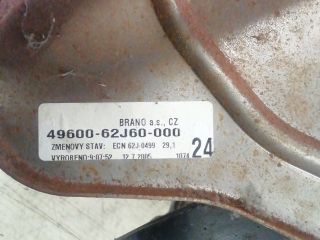 BRANO a.s., CZ
49600-62J60-000
ZMENOVY STAV: ECN 62J-0499 29,1
VYROBENO:9:07:52 12.7.2005 1074 24